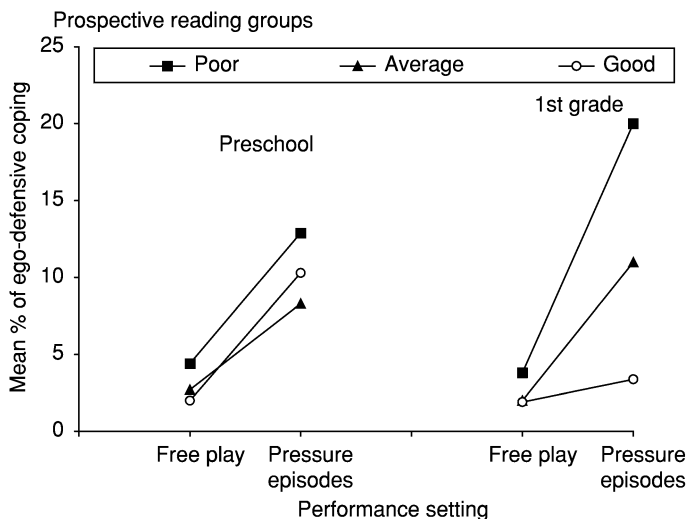 Prospective reading groups
25
Poor Average Good
1st grade
20
Preschool
15
10
5
0
Mean % of ego-defensive coping
Free play Pressure episodes Free play Pressure episodes
Performance setting